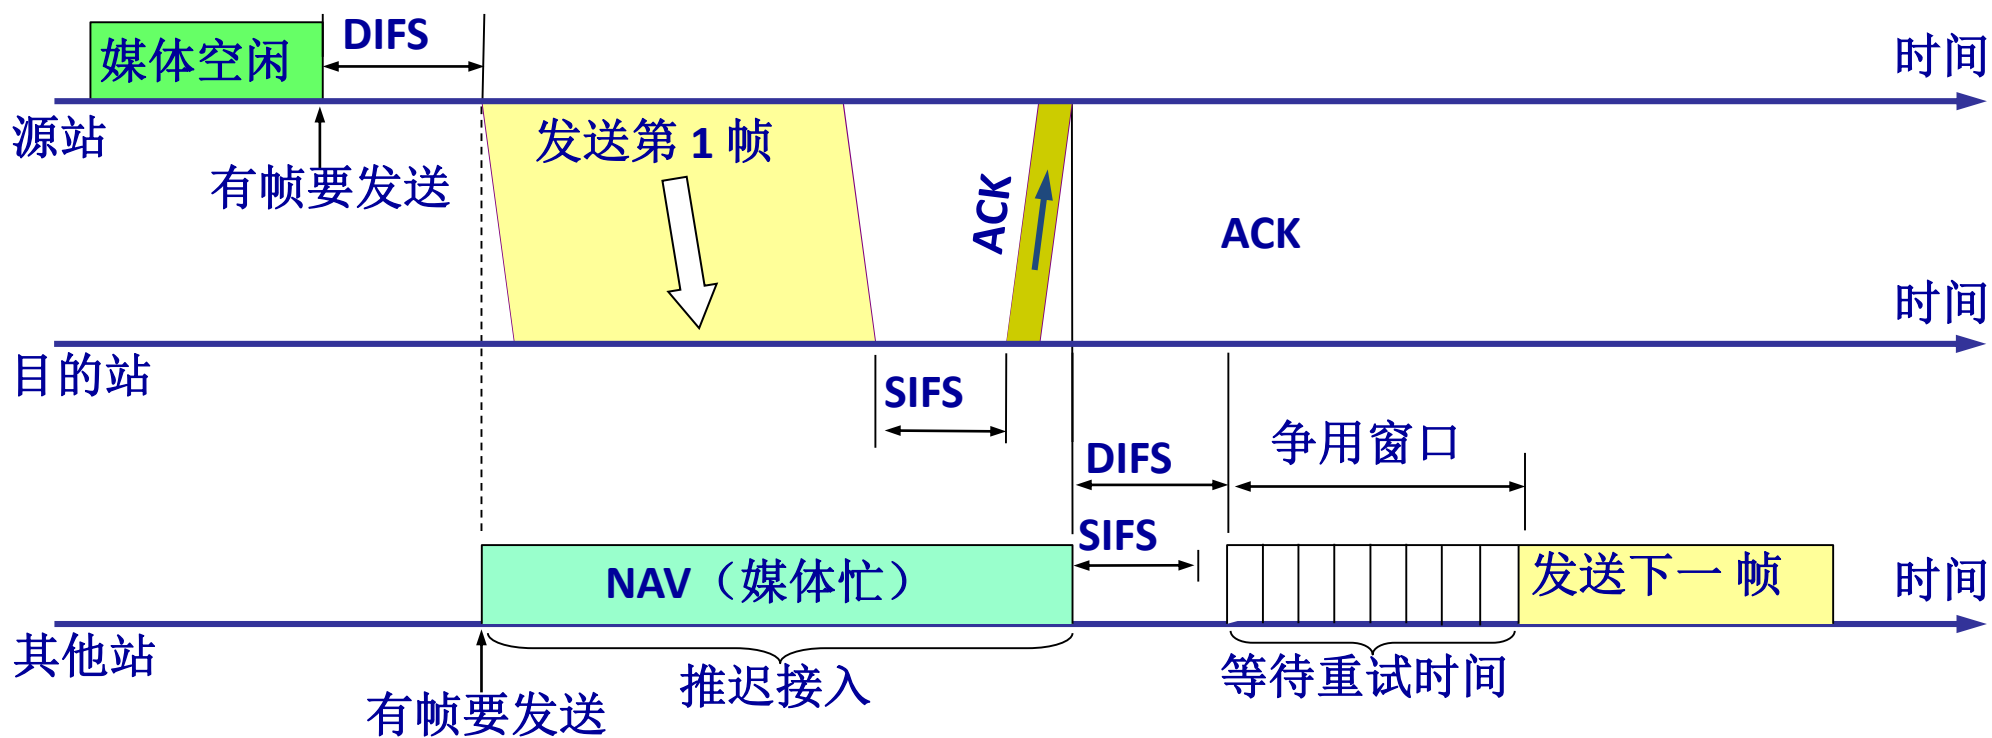 媒体空闲
DIFS
时间
源站
有帧要发送
发送第 1 帧
ACK
ACK
时间
目的站
SIFS
DIFS
争用窗口
SIFS
NAV（媒体忙）
发送下一 帧
时间
其他站
有帧要发送
推迟接入
等待重试时间